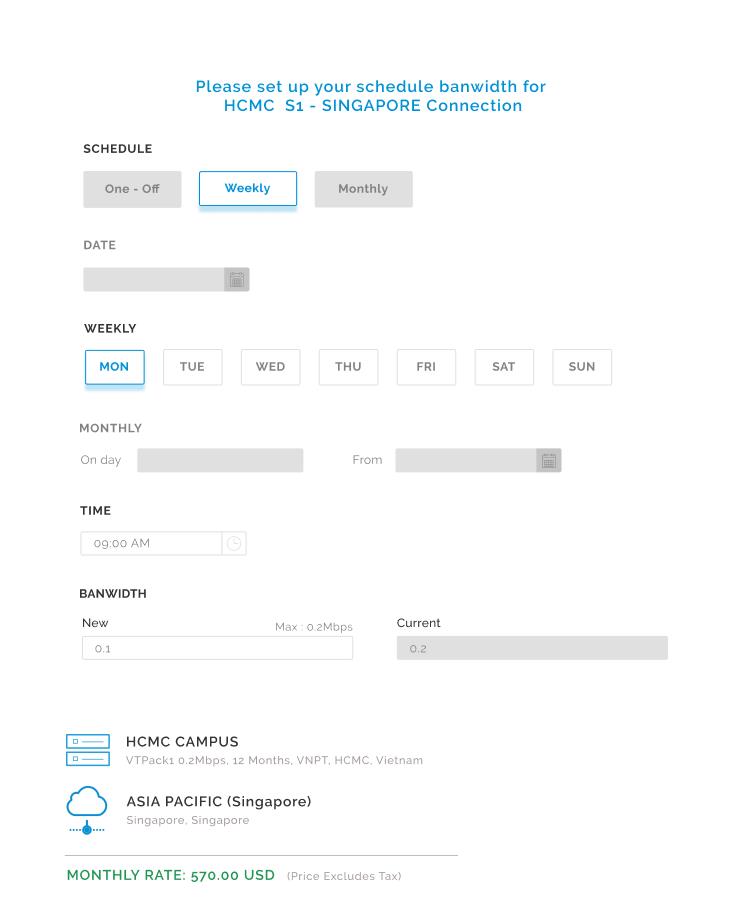 Please set up your schedule banwidth for
HCMC S1 - SINGAPORE Connection
SCHEDULE
One - Off Weekly Monthly
DATE
WEEKLY
MON TUE WED THU FRI SAT SUN
MONTHLY
On day From
TIME
09:00 AM
BANWIDTH
New Max : 0.2Mbps Current
0.1 0.2
HCMC CAMPUS
VTPack1 0.2Mbps, 12 Months, VNPT, HCMC, Vietnam
ASIA PACIFIC (Singapore)
Singapore, Singapore
MONTHLY RATE: 570.00 USD (Price Excludes Tax)